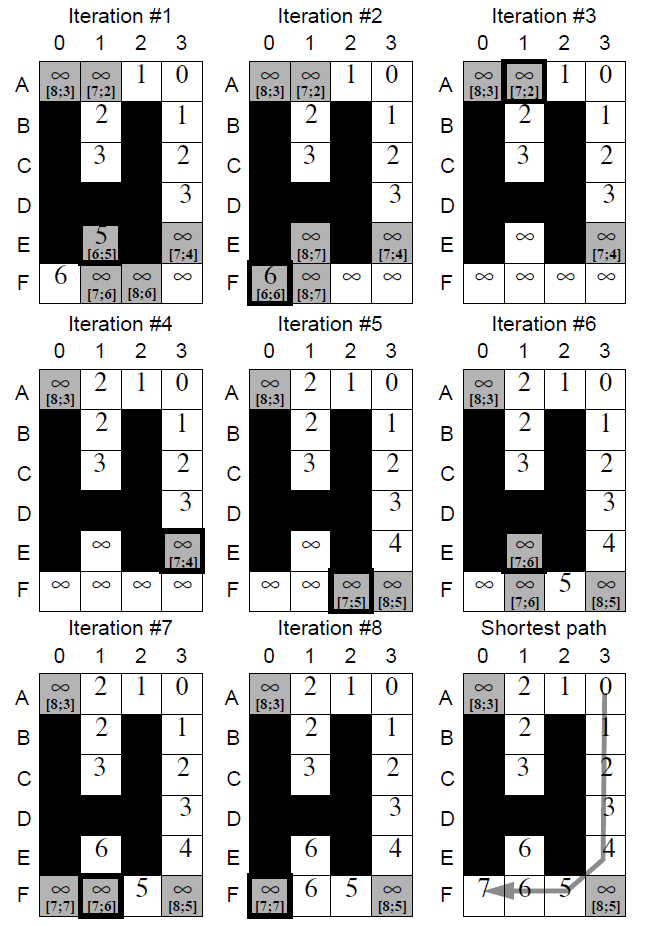 Iteration #1
0 1 2 3
A ∞ ∞ 1 0
[8;3] [7;2]
B 2 1
C 3 2
D 3
E 5 ∞
[6;5] [7;4]
F 6 ∞ ∞ ∞
[7;6] [8;6]
Iteration #2
0 1 2 3
A ∞ ∞ 1 0
[8;3] [7;2]
B 2 1
C 3 2
D 3
E ∞ ∞
[8;7] [7;4]
F 6 ∞ ∞ ∞
[6;6] [8;7]
Iteration #3
0 1 2 3
A ∞ ∞ 1 0
[8;3] [7;2]
B 2 1
C 3 2
D 3
E ∞ ∞
[7;4]
F ∞ ∞ ∞ ∞
Iteration #4
0 1 2 3
A ∞ 2 1 0
[8;3]
B 2 1
C 3 2
D 3
E ∞ ∞
[7;4]
F ∞ ∞ ∞ ∞
Iteration #5
0 1 2 3
A ∞ 2 1 0
[8;3]
B 2 1
C 3 2
D 3
E ∞ 4
F ∞ ∞ ∞ ∞
[7;5] [8;5]
Iteration #6
0 1 2 3
A ∞ 2 1 0
[8;3]
B 2 1
C 3 2
D 3
E ∞ 4
[7;6]
F ∞ ∞ 5 ∞
[7;6] [8;5]
Iteration #7
0 1 2 3
A ∞ 2 1 0
[8;3]
B 2 1
C 3 2
D 3
E 6 4
F ∞ ∞ 5 ∞
[7;7] [7;6] [8;5]
Iteration #8
0 1 2 3
A ∞ 2 1 0
[8;3]
B 2 1
C 3 2
D 3
E 6 4
F ∞ 6 5 ∞
[7;7] [8;5]
Shortest path
0 1 2 3
A ∞ 2 1 0
[8;3]
B 2 1
C 3 2
D 3
E 6 4
F 7 6 5 ∞
[8;5]